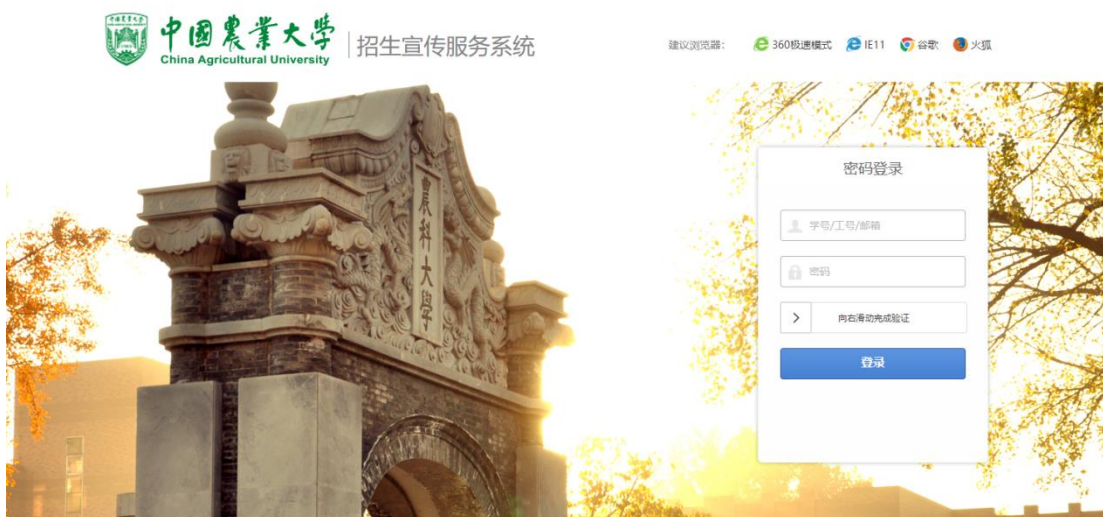 中國農業大學
China Agricultural University
招生宣传服务系统
建议浏览器：
360极速模式
IE11
谷歌
火狐
農科大學
密码登录
学号/工号/邮箱
密码
向右滑动完成验证
登录